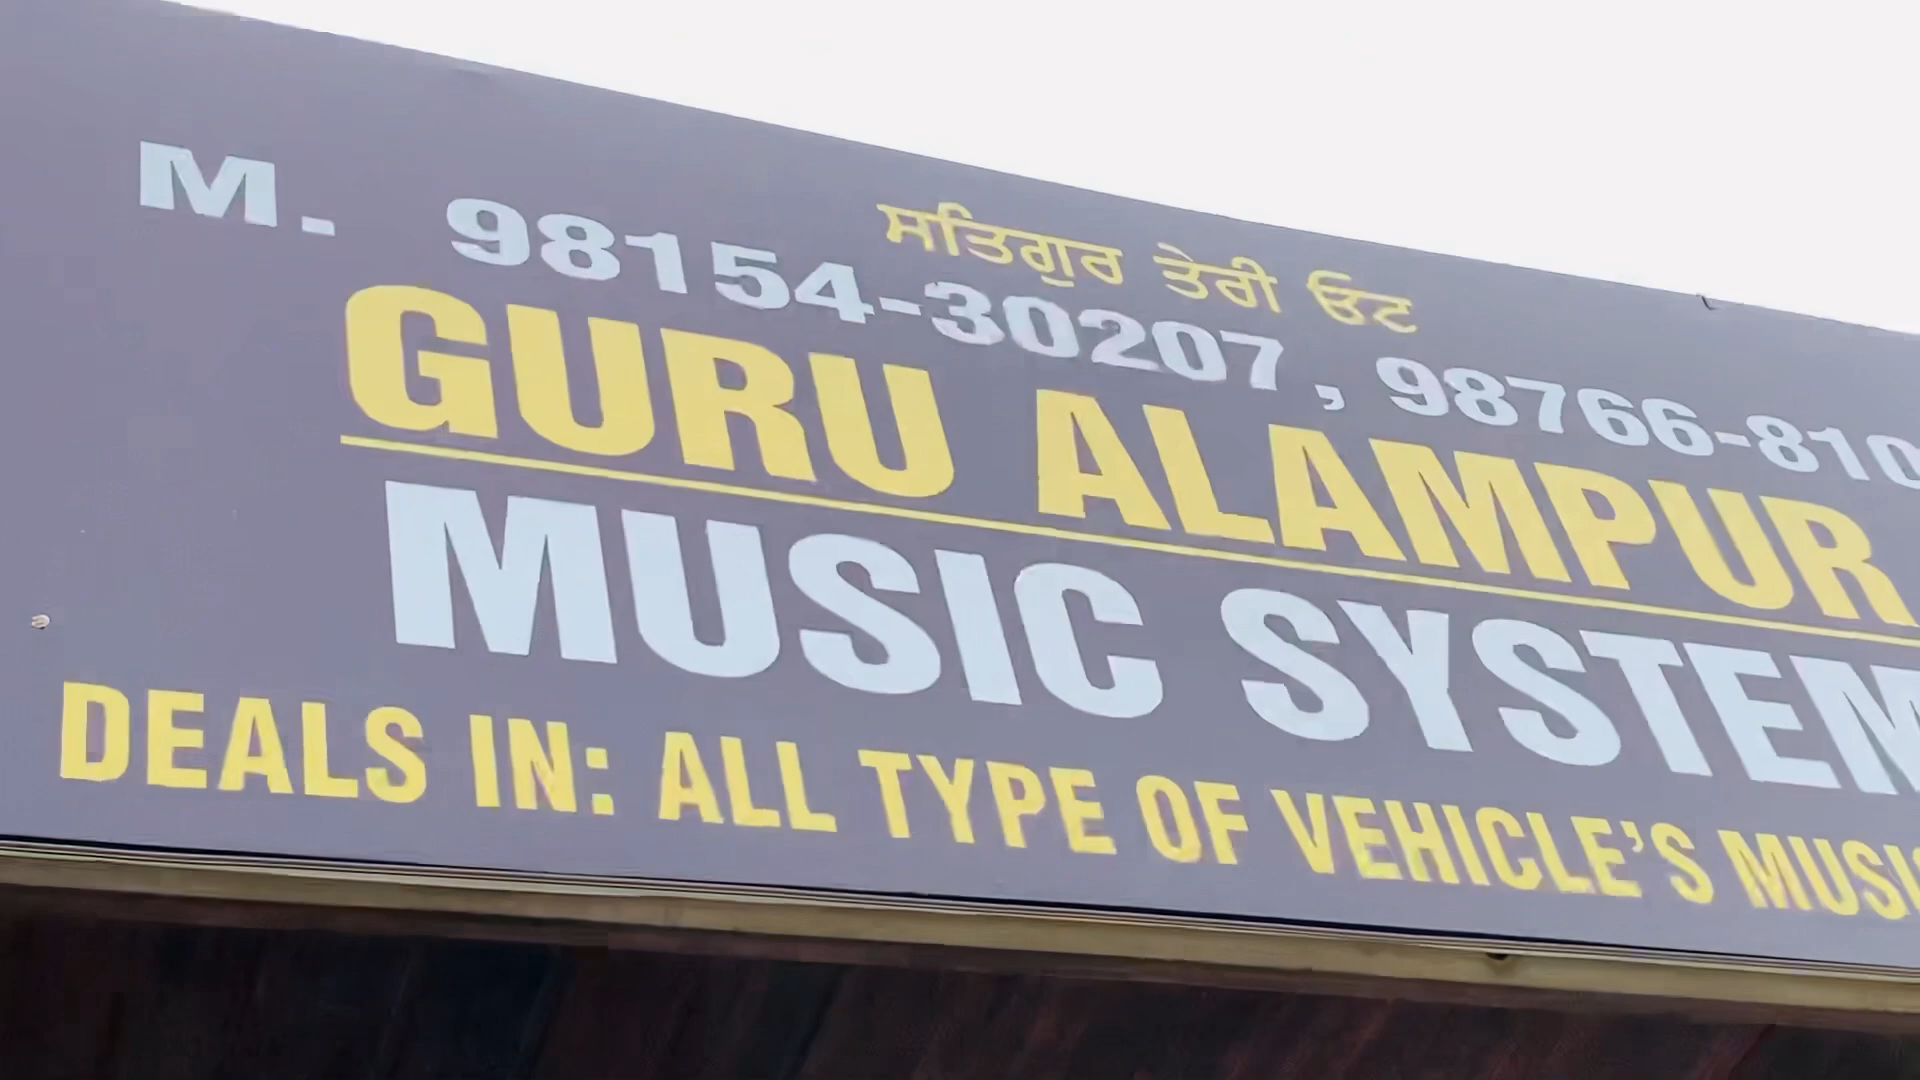 ਸਤਿਗੁਰ ਤੇਰੀ ਓਟ
M. 98154-30207, 98766-810
GURU ALAMPUR
MUSIC SYSTEM
DEALS IN: ALL TYPE OF VEHICLE'S MUSIC